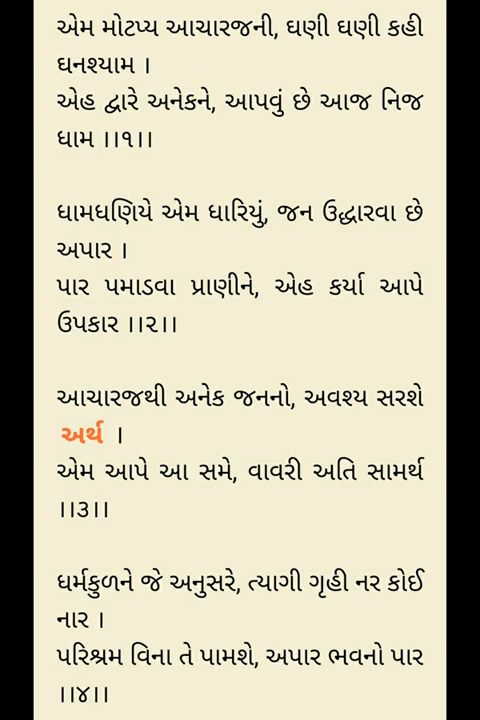 એમ મોટપ્ય આચારજની, ઘણી ઘણી કહી
ઘનશ્યામ ।
એહ દ્વારે અનેકને, આપવું છે આજ નિજ
ધામ ।।૧।।
ધામધણિયે એમ ધારિયું, જન ઉદ્ધારવા છે
અપાર ।
પાર પમાડવા પ્રાણીને, એહ કર્યા આપે
ઉપકાર ।।૨।।
આચારજથી અનેક જનનો, અવશ્ય સરશે
અર્થ ।
એમ આપે આ સમે, વાવરી અતિ સામર્થ
।।૩।।
ધર્મકુળને જે અનુસરે, ત્યાગી ગૃહી નર કોઈ
નાર ।
પરિશ્રમ વિના તે પામશે, અપાર ભવનો પાર
।।૪।।